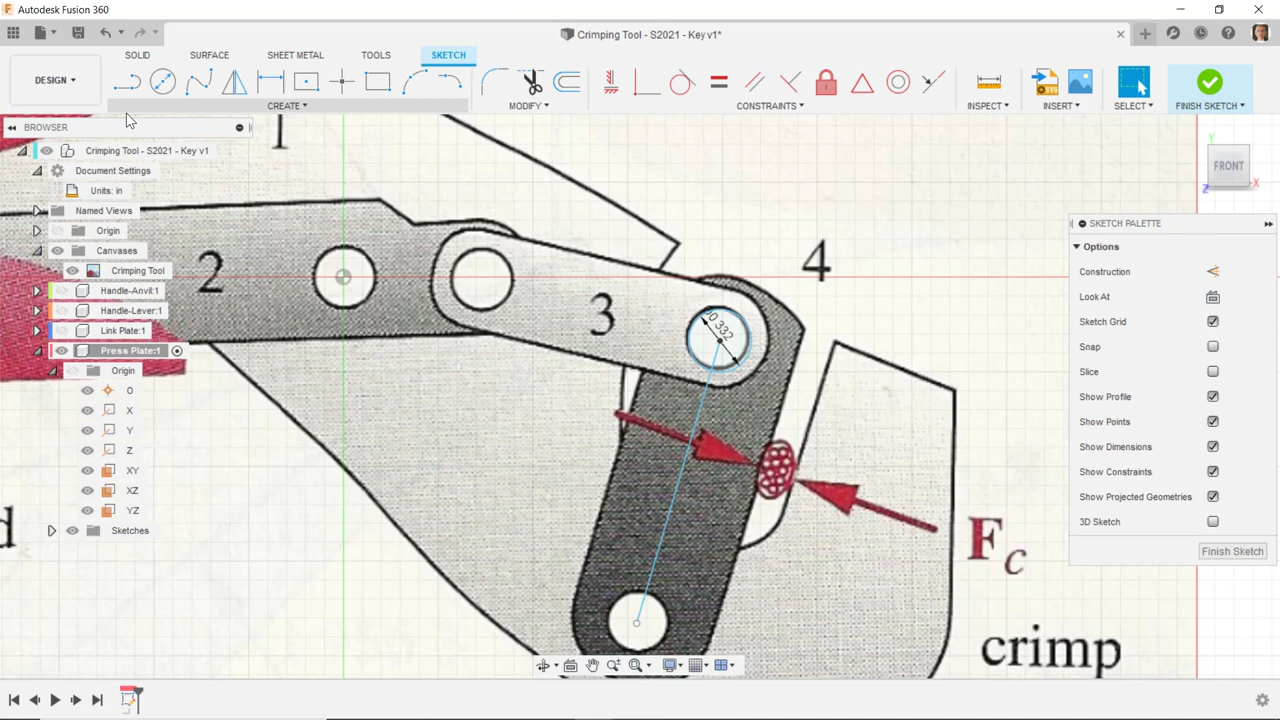 Autodesk Fusion 360
Crimping Tool - S2021 - Key v1*
SOLID SURFACE SHEET METAL TOOLS SKETCH
DESIGN
CREATE MODIFY CONSTRAINTS INSPECT INSERT SELECT FINISH SKETCH
BROWSER
Crimping Tool - S2021 - Key v1
Document Settings
Units: in
Named Views
Origin
Canvases
Crimping Tool
Handle-Anvil:1
Handle-Lever:1
Link Plate:1
Press Plate:1
Origin
O
X
Y
Z
XY
XZ
YZ
Sketches
1
2
3
4
d
Ø0.332
F
C
crimp
Y
FRONT
Z
X
SKETCH PALETTE
Options
Construction
Look At
Sketch Grid
Snap
Slice
Show Profile
Show Points
Show Dimensions
Show Constraints
Show Projected Geometries
3D Sketch
Finish Sketch